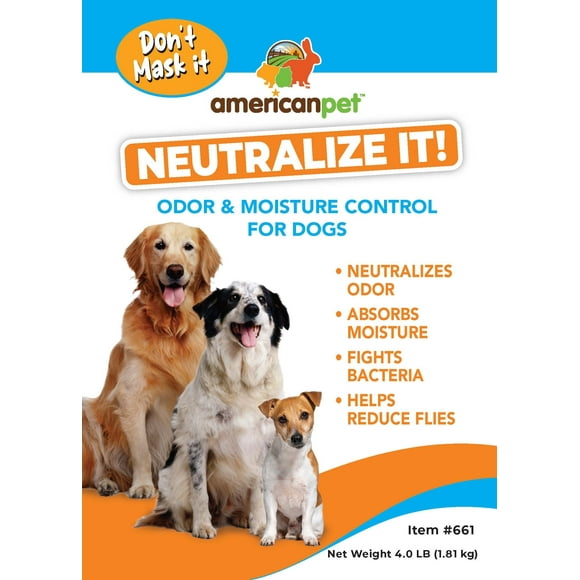 Don't
Mask it
americanpet™
NEUTRALIZE IT!
ODOR & MOISTURE CONTROL
FOR DOGS
• NEUTRALIZES
ODOR
• ABSORBS
MOISTURE
• FIGHTS
BACTERIA
• HELPS
REDUCE FLIES
Item #661
Net Weight 4.0 LB (1.81 kg)